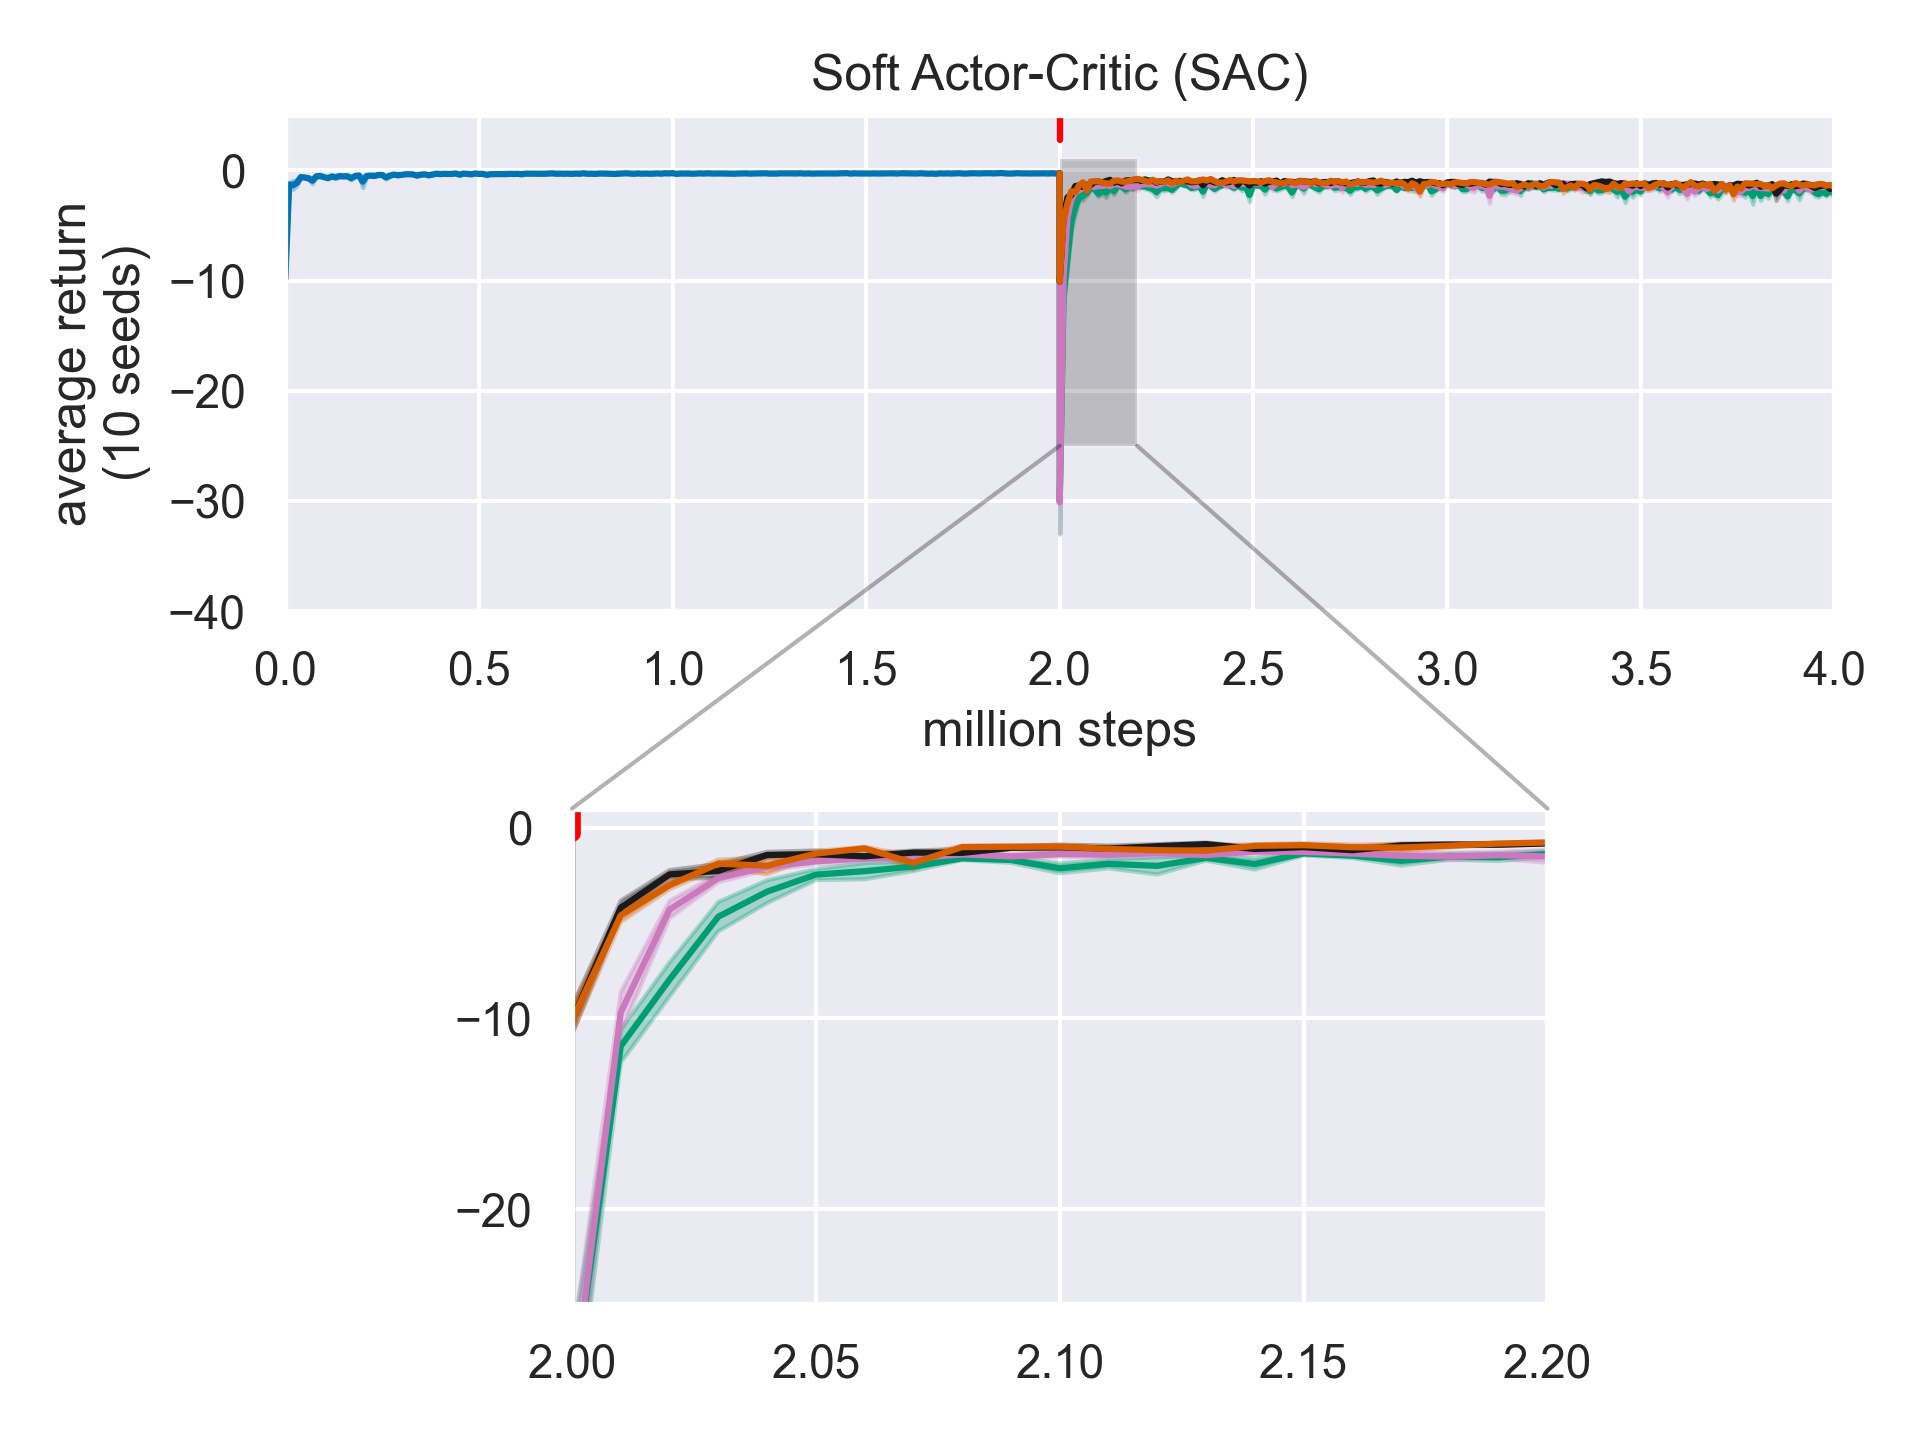 Soft Actor-Critic (SAC)
average return
(10 seeds)
0
−10
−20
−30
−40
0.0 0.5 1.0 1.5 2.0 2.5 3.0 3.5 4.0
million steps
0
−10
−20
2.00 2.05 2.10 2.15 2.20